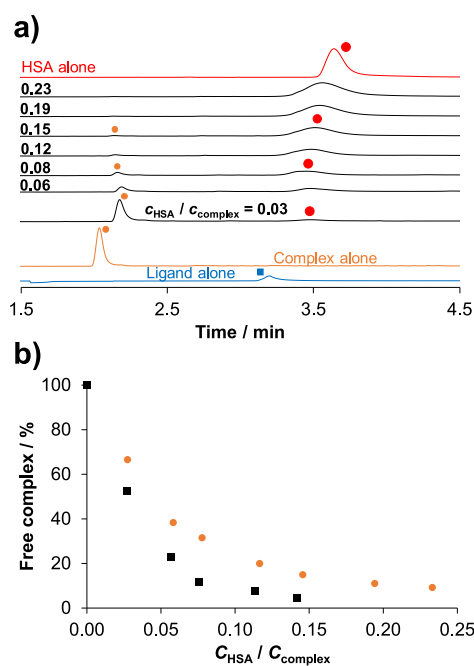 a)
HSA alone
0.23
0.19
0.15
0.12
0.08
0.06
cHSA / ccomplex = 0.03
Complex alone
Ligand alone
1.5 2.5 3.5 4.5
Time / min
b)
Free complex / %
100
80
60
40
20
0
0.00 0.05 0.10 0.15 0.20 0.25
CHSA / Ccomplex